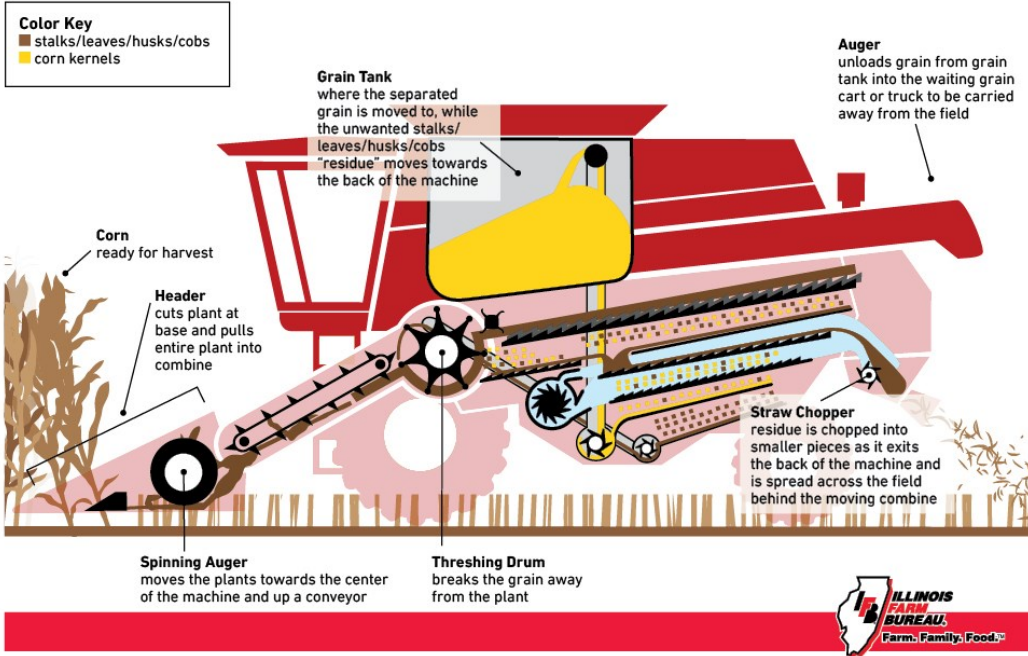 Color Key
stalks/leaves/husks/cobs
corn kernels
Grain Tank
where the separated
grain is moved to, while
the unwanted stalks/
leaves/husks/cobs
“residue” moves towards
the back of the machine
Auger
unloads grain from grain
tank into the waiting grain
cart or truck to be carried
away from the field
Corn
ready for harvest
Header
cuts plant at
base and pulls
entire plant into
combine
Straw Chopper
residue is chopped into
smaller pieces as it exits
the back of the machine and
is spread across the field
behind the moving combine
Spinning Auger
moves the plants towards the center
of the machine and up a conveyor
Threshing Drum
breaks the grain away
from the plant
IFB
ILLINOIS
FARM
BUREAU.
Farm. Family. Food.™